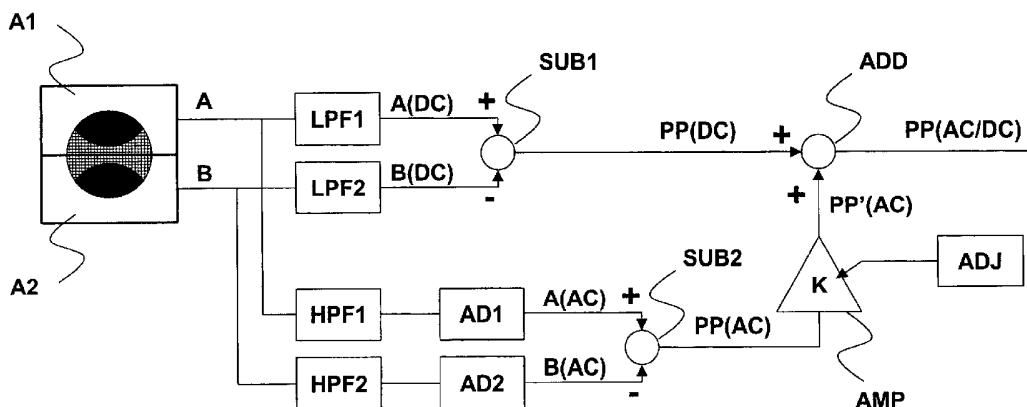 A1
SUB1
ADD
A
LPF1
A(DC)
+
PP(DC)
+
PP(AC/DC)
B
LPF2
B(DC)
-
+
PP'(AC)
A2
SUB2
K
ADJ
HPF1
AD1
A(AC)
+
PP(AC)
HPF2
AD2
B(AC)
-
AMP